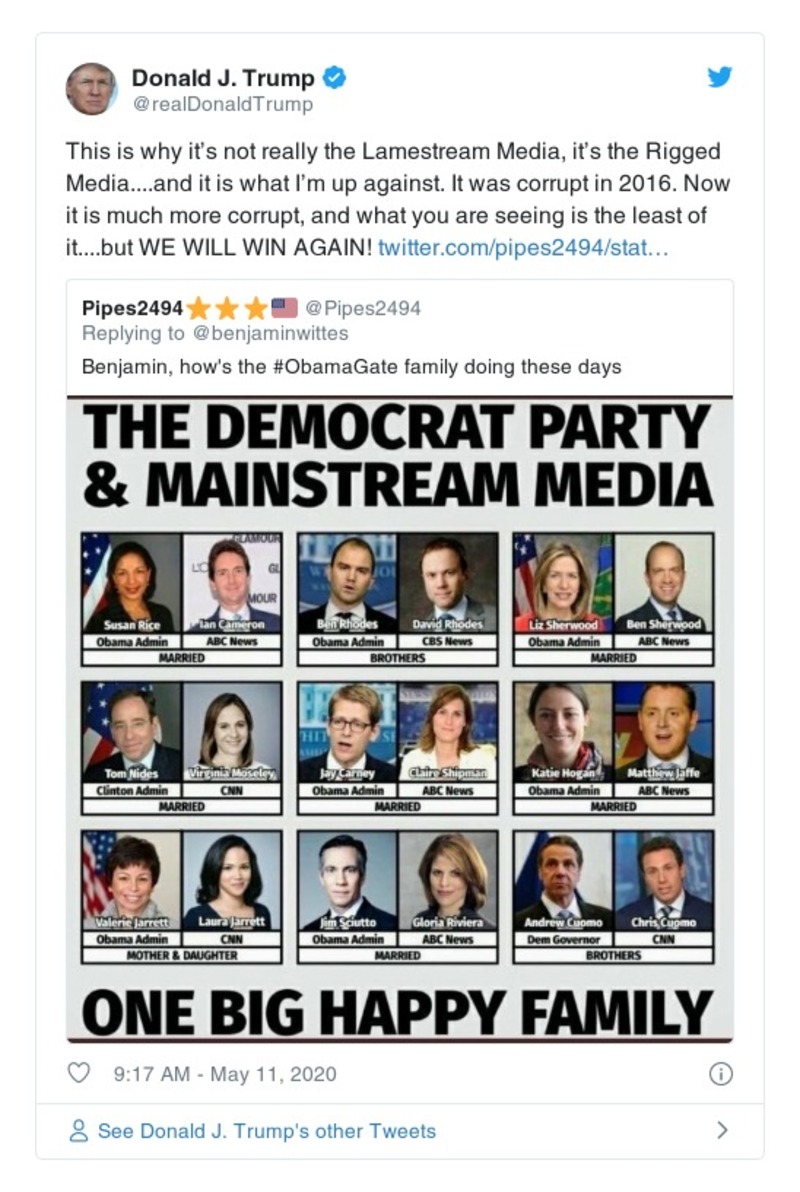 Donald J. Trump
@realDonaldTrump
This is why it’s not really the Lamestream Media, it’s the Rigged
Media....and it is what I’m up against. It was corrupt in 2016. Now
it is much more corrupt, and what you are seeing is the least of
it....but WE WILL WIN AGAIN! twitter.com/pipes2494/stat…
Pipes2494⭐⭐⭐🇺🇸 @Pipes2494
Replying to @benjaminwittes
Benjamin, how's the #ObamaGate family doing these days
THE DEMOCRAT PARTY
& MAINSTREAM MEDIA
GLAMOUR
Susan Rice Ian Cameron Ben Rhodes David Rhodes Liz Sherwood Ben Sherwood
Obama Admin ABC News Obama Admin CBS News Obama Admin ABC News
MARRIED BROTHERS MARRIED
Tom Nides Virginia Moseley Jay Carney Claire Shipman Katie Hogan Matthew Jaffe
Clinton Admin CNN Obama Admin ABC News Obama Admin ABC News
MARRIED MARRIED MARRIED
Valerie Jarrett Laura Jarrett Jim Sciutto Gloria Riviera Andrew Cuomo Chris Cuomo
Obama Admin CNN Obama Admin ABC News Dem Governor CNN
MOTHER & DAUGHTER MARRIED BROTHERS
ONE BIG HAPPY FAMILY
9:17 AM - May 11, 2020
See Donald J. Trump's other Tweets